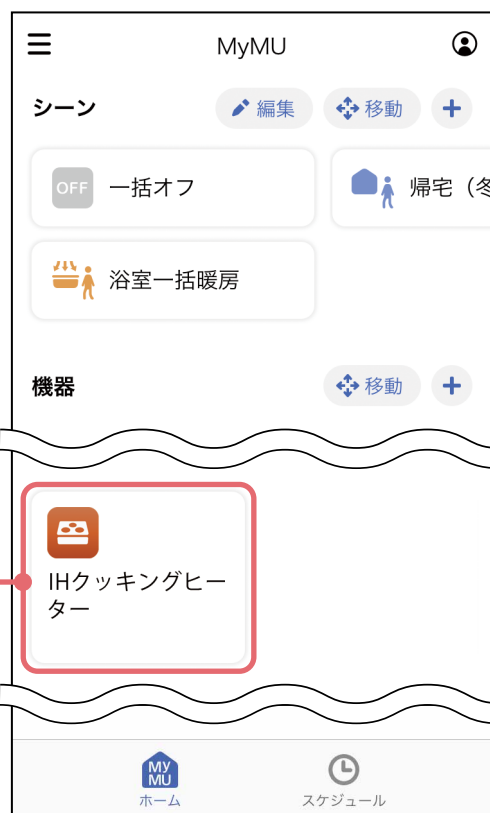 MyMU
シーン
編集
移動
OFF
一括オフ
帰宅（冬
浴室一括暖房
機器
移動
IHクッキングヒー
ター
MY
MU
ホーム
スケジュール